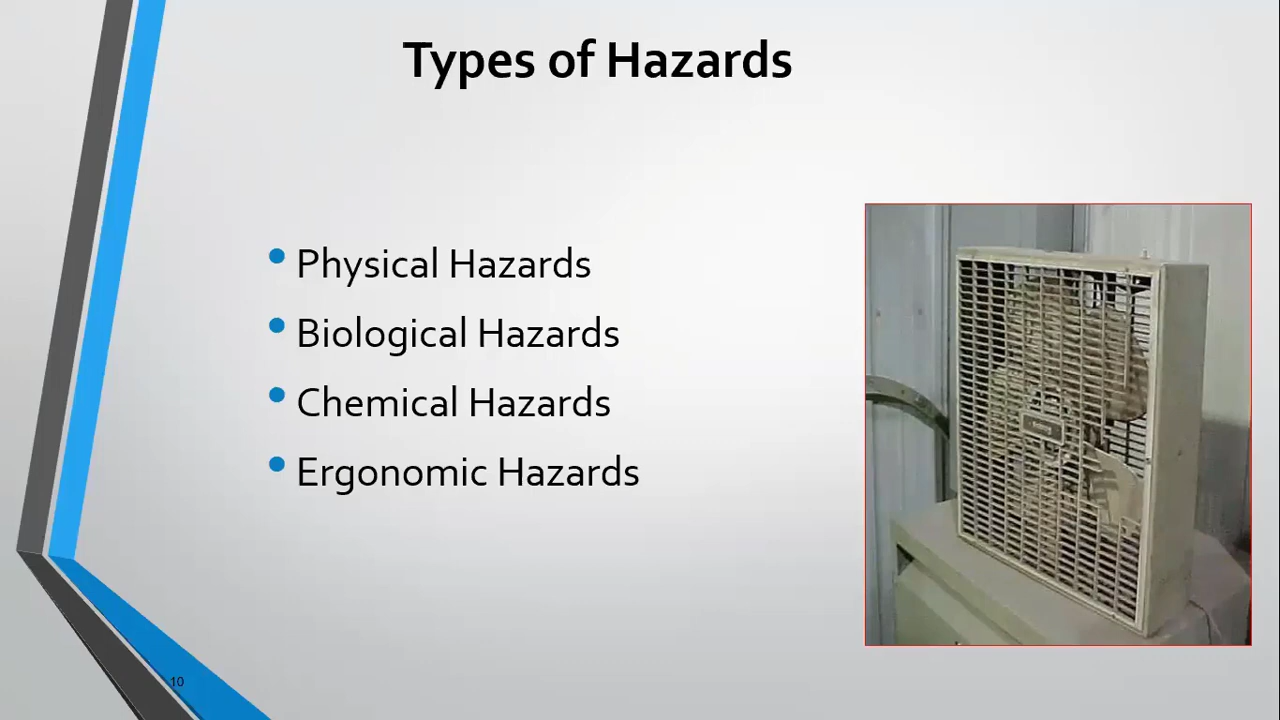 Types of Hazards
Physical Hazards
Biological Hazards
Chemical Hazards
Ergonomic Hazards
10